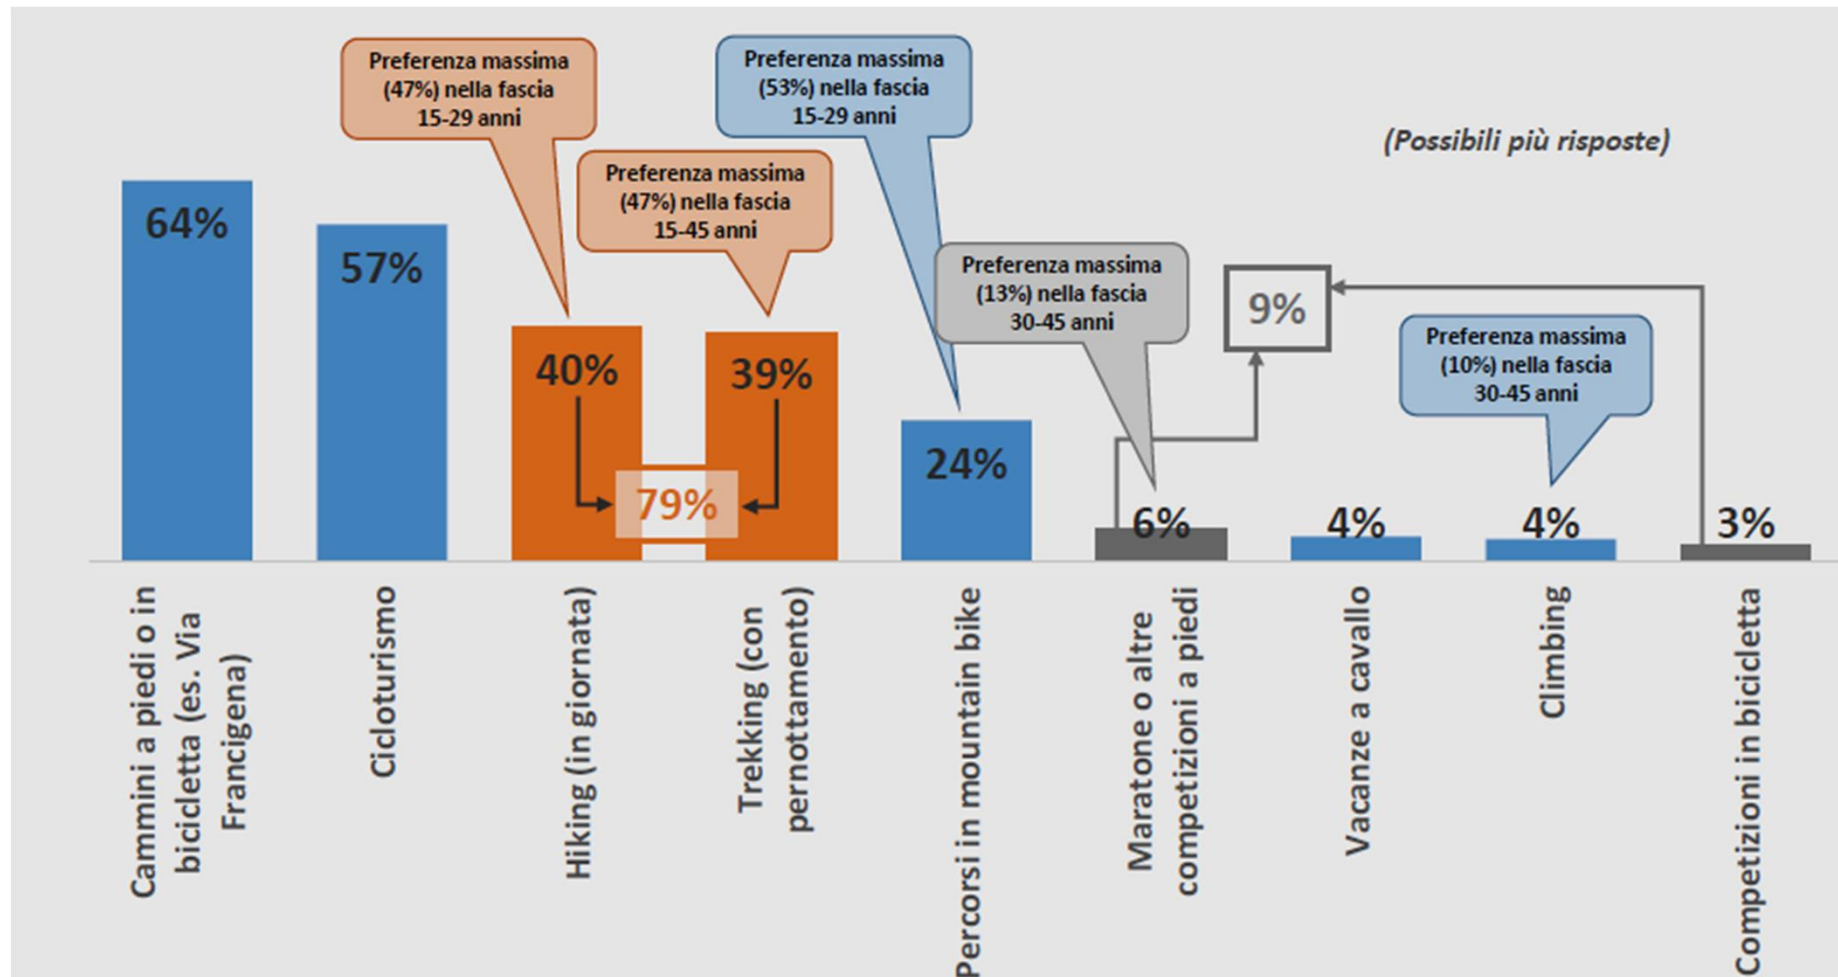 Preferenza massima
(47%) nella fascia
15-29 anni
Preferenza massima
(53%) nella fascia
15-29 anni
(Possibili più risposte)
Preferenza massima
(47%) nella fascia
15-45 anni
Preferenza massima
(13%) nella fascia
30-45 anni
9%
Preferenza massima
(10%) nella fascia
30-45 anni
64%
57%
40%
39%
79%
24%
6%
4%
4%
3%
Cammini a piedi o in
bicicletta (es. Via
Francigena)
Cicloturismo
Hiking (in giornata)
Trekking (con
pernottamento)
Percorsi in mountain bike
Maratone o altre
competizioni a piedi
Vacanze a cavallo
Climbing
Competizioni in bicicletta